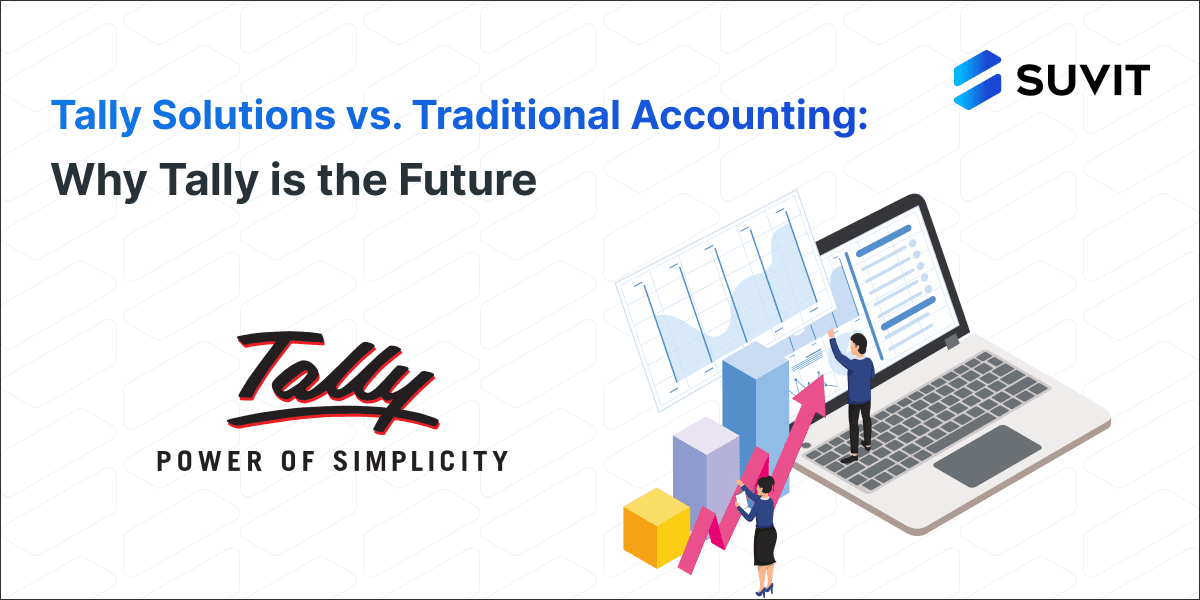 SUVIT
Tally Solutions vs. Traditional Accounting:
Why Tally is the Future
Tally
POWER OF SIMPLICITY